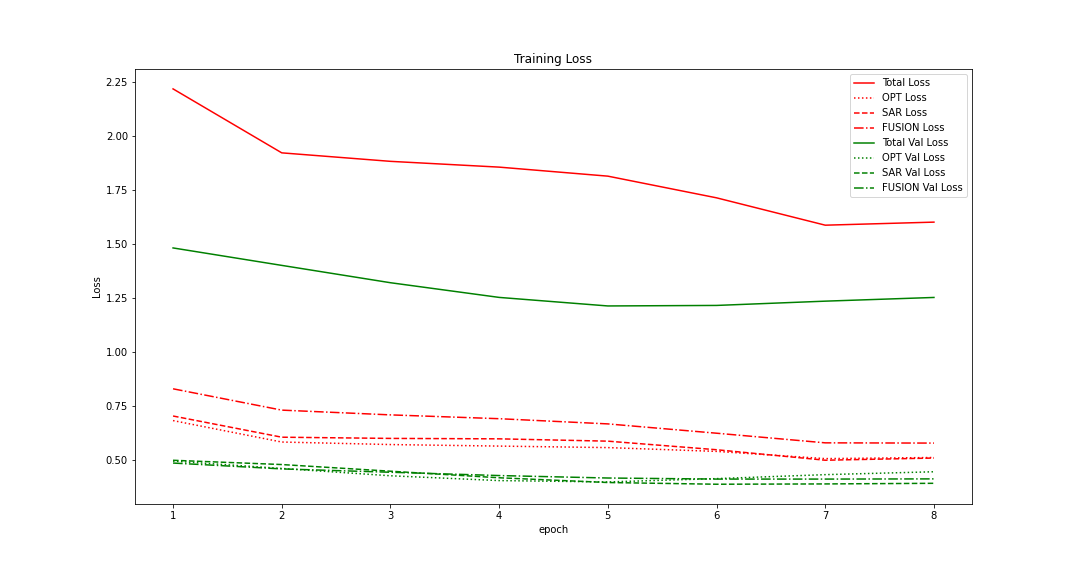 Training Loss
2.25
2.00
1.75
1.50
1.25
1.00
0.75
0.50
Loss
1 2 3 4 5 6 7 8
epoch
Total Loss
OPT Loss
SAR Loss
FUSION Loss
Total Val Loss
OPT Val Loss
SAR Val Loss
FUSION Val Loss